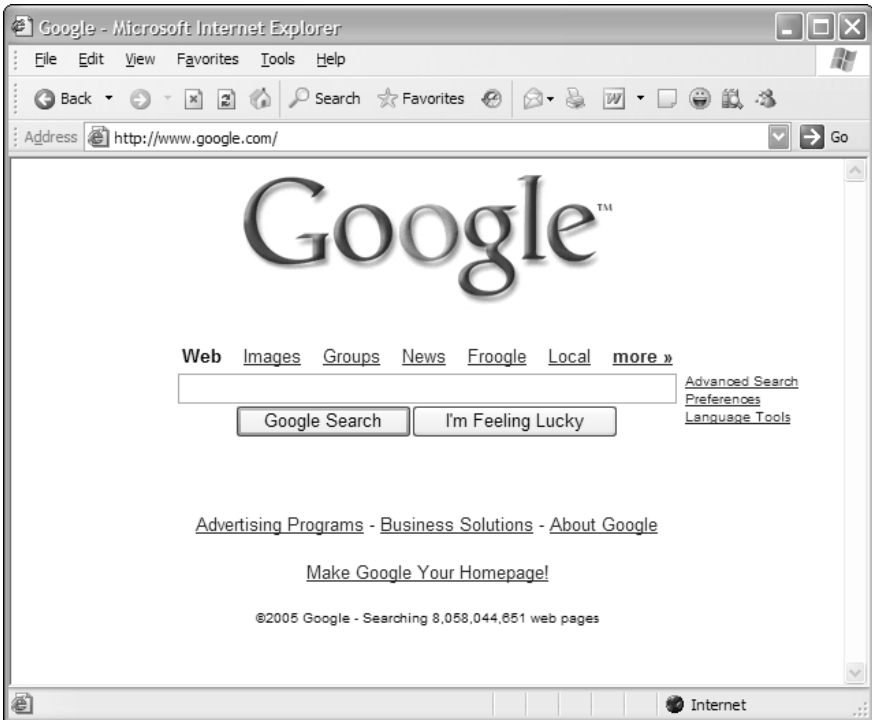 Google - Microsoft Internet Explorer
File Edit View Favorites Tools Help
Back Search Favorites
Address http://www.google.com/ Go
Google™
Web Images Groups News Froogle Local more »
Advanced Search
Preferences
Language Tools
Google Search I'm Feeling Lucky
Advertising Programs - Business Solutions - About Google
Make Google Your Homepage!
©2005 Google - Searching 8,058,044,651 web pages
Internet